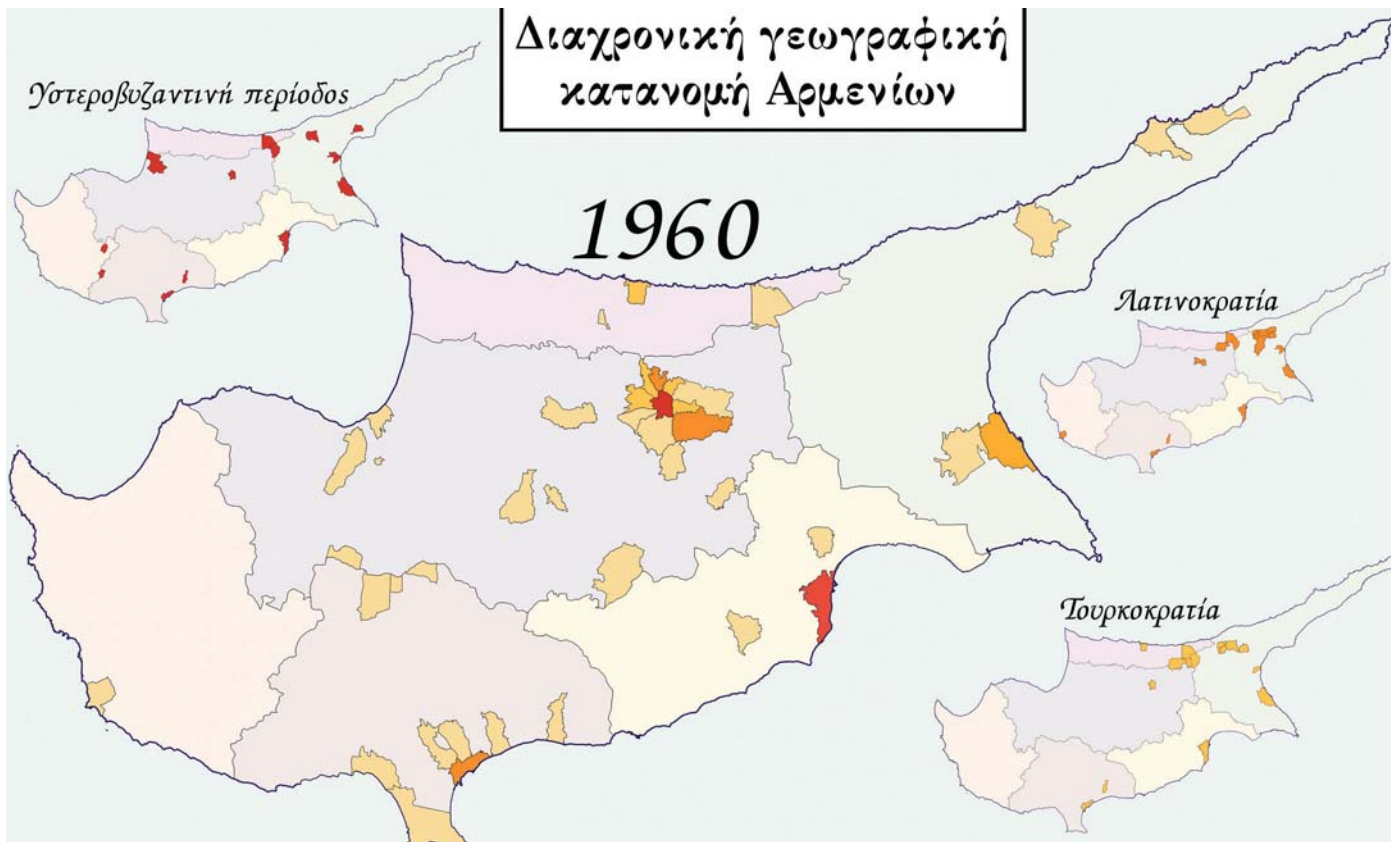 Διαχρονική γεωγραφική
κατανομή Αρμενίων
Υστεροβυζαντινή περίοδος
1960
Λατινοκρατία
Τουρκοκρατία